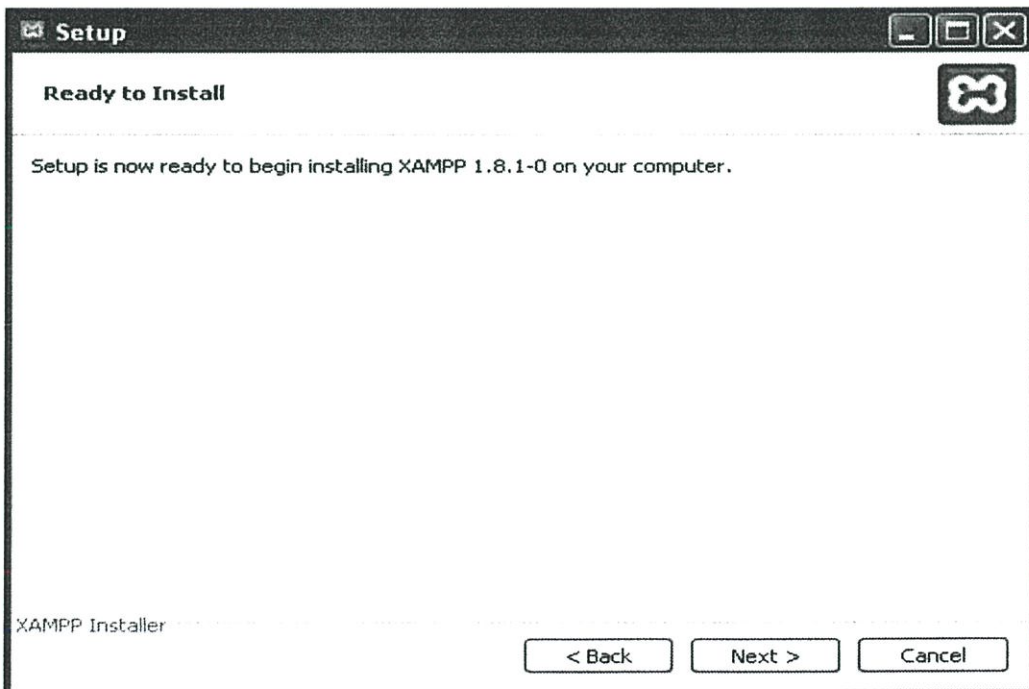 Setup
Ready to Install
Setup is now ready to begin installing XAMPP 1.8.1-0 on your computer.
XAMPP Installer
< Back
Next >
Cancel